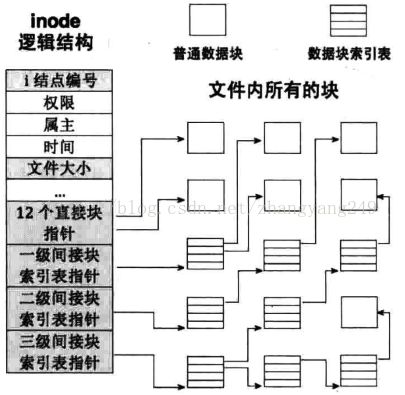 inode
逻辑结构
普通数据块
数据块索引表
文件内所有的块
i 结点编号
权限
属主
时间
文件大小
...
12 个直接块
指针
一级间接块
索引表指针
二级间接块
索引表指针
三级间接块
索引表指针
http://blog.csdn.net/zhangyang249